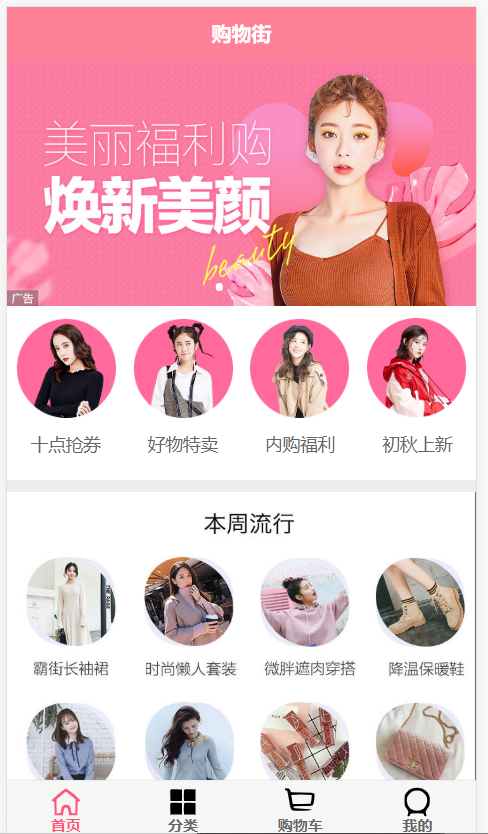 购物街
美丽福利购
焕新美颜
beauty
广告
十点抢券 好物特卖 内购福利 初秋上新
本周流行
霸街长袖裙 时尚懒人套装 微胖遮肉穿搭 降温保暖鞋
首页 分类 购物车 我的